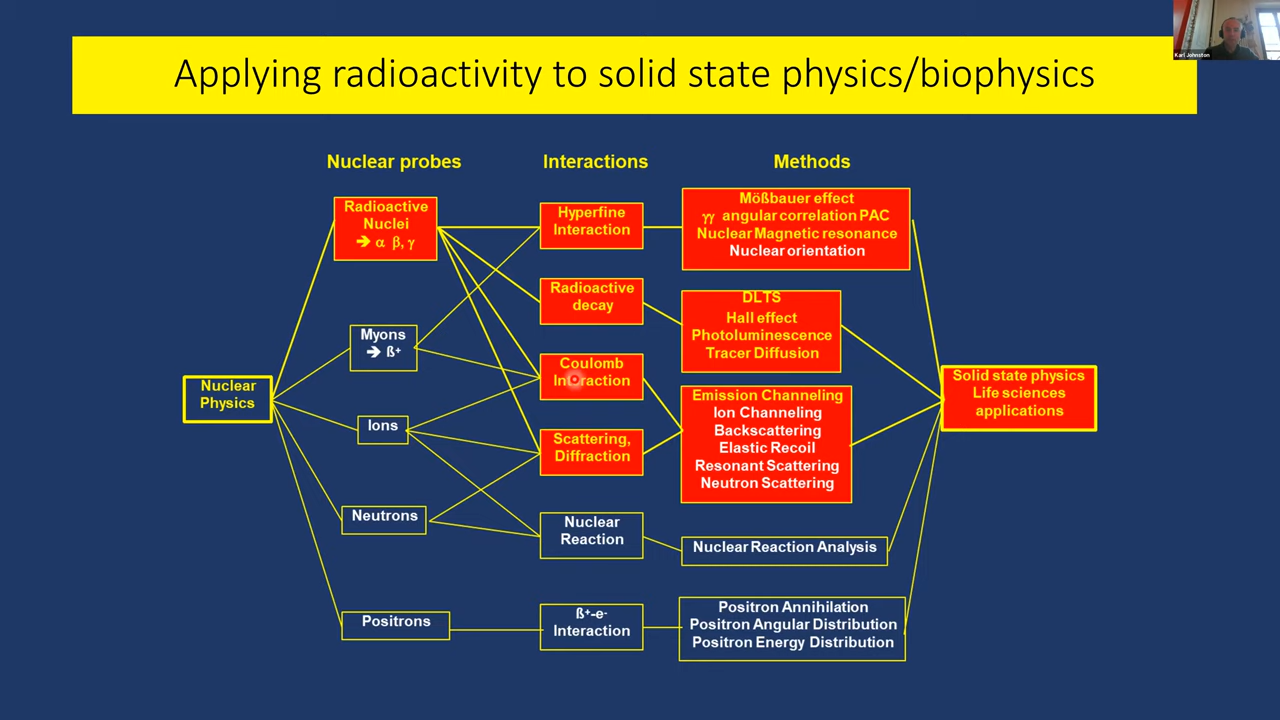 Karl Johnston
Applying radioactivity to solid state physics/biophysics
Nuclear probes
Interactions
Methods
Nuclear
Physics
Radioactive
Nuclei
➔ α β, γ
Myons
➔ ß⁺
Ions
Neutrons
Positrons
Hyperfine
Interaction
Radioactive
decay
Coulomb
Interaction
Scattering,
Diffraction
Nuclear
Reaction
ß⁺-e⁻
Interaction
Mößbauer effect
γγ angular correlation PAC
Nuclear Magnetic resonance
Nuclear orientation
DLTS
Hall effect
Photoluminescence
Tracer Diffusion
Emission Channeling
Ion Channeling
Backscattering
Elastic Recoil
Resonant Scattering
Neutron Scattering
Nuclear Reaction Analysis
Positron Annihilation
Positron Angular Distribution
Positron Energy Distribution
Solid state physics
Life sciences
applications